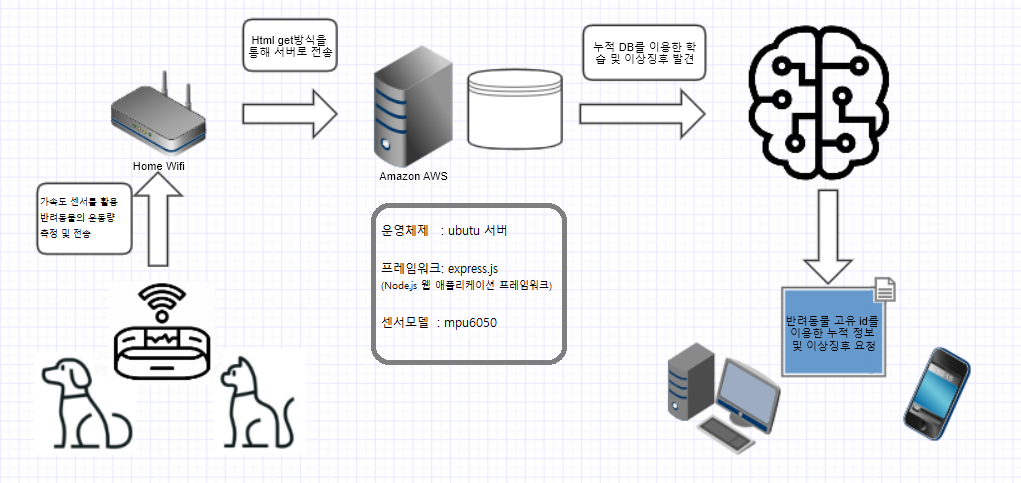 Html get방식을
통해 서버로 전송
누적 DB를 이용한 학
습 및 이상징후 발견
Home Wifi
Amazon AWS
가속도 센서를 활용
반려동물의 운동량
측정 및 전송
운영체제 : ubutu 서버
프레임워크: express.js
(Node.js 웹 애플리케이션 프레임워크)
센서모델 : mpu6050
반려동물 고유 id를
이용한 누적 정보
및 이상징후 요청